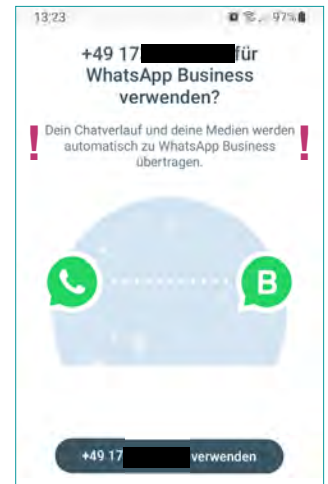 13:23 97%
+49 17 für
WhatsApp Business
verwenden?
! Dein Chatverlauf und deine Medien werden !
automatisch zu WhatsApp Business
übertragen.
B
+49 17 verwenden